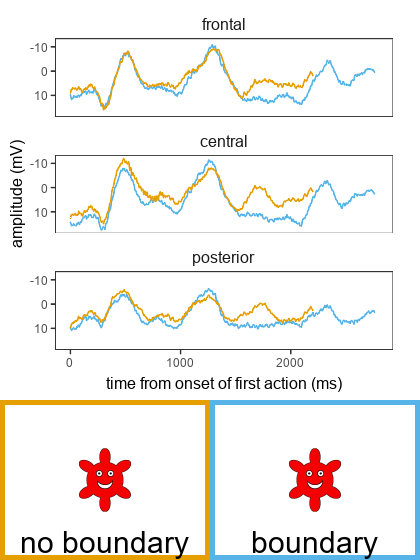 frontal
-10
0
10
central
-10
0
10
amplitude (mV)
posterior
-10
0
10
0 1000 2000
time from onset of first action (ms)
no boundary boundary